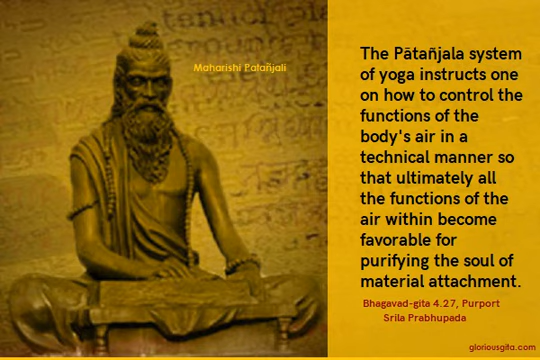 Maharishi Patañjali
The Pātañjala system
of yoga instructs one
on how to control the
functions of the
body's air in a
technical manner so
that ultimately all
the functions of the
air within become
favorable for
purifying the soul of
material attachment.
Bhagavad-gita 4.27, Purport
Srila Prabhupada
gloriousgita.com